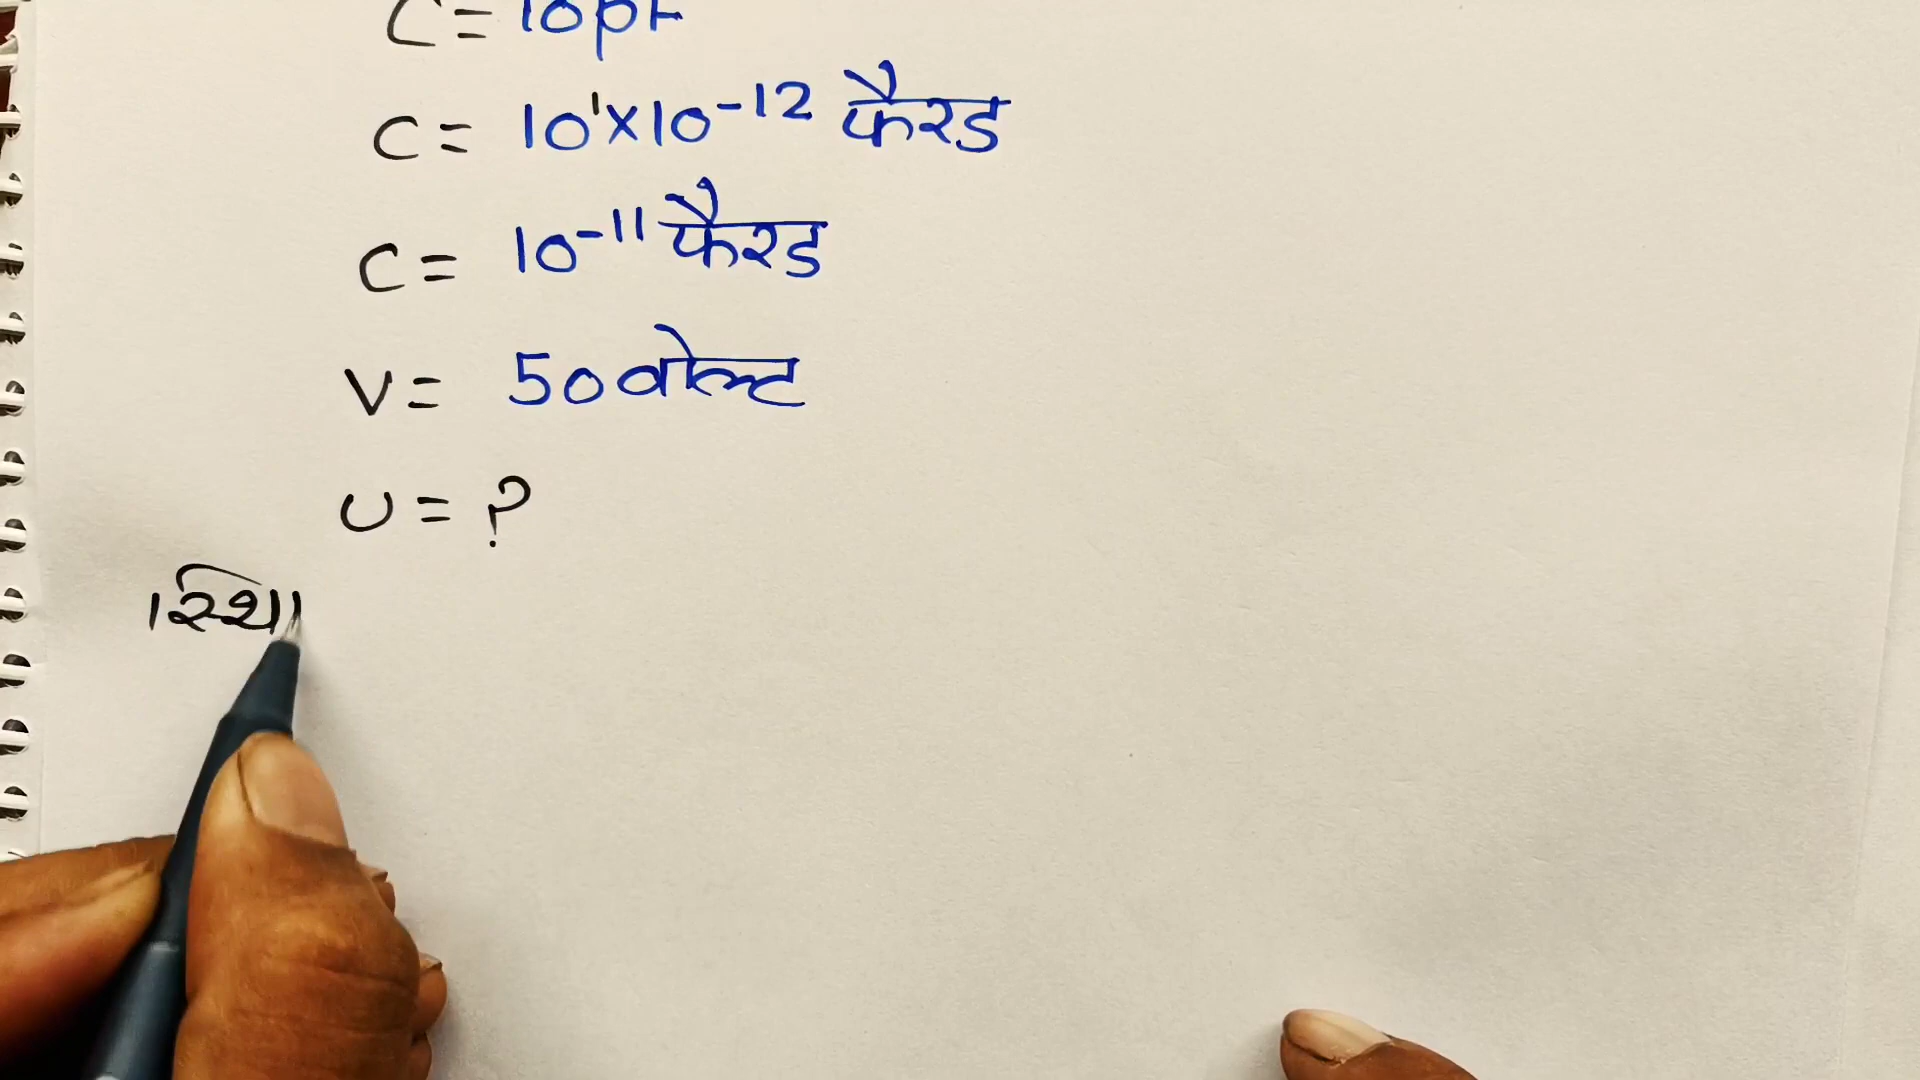 C = 10pF
C = 10¹×10⁻¹² फैरड
C = 10⁻¹¹ फैरड
V = 50 वोल्ट
U = ?
स्थि